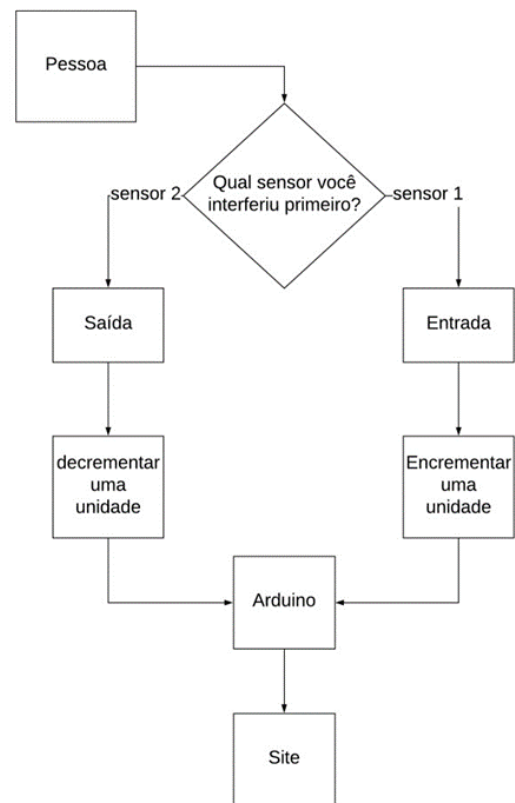 Pessoa
Qual sensor você
interferiu primeiro?
sensor 2
sensor 1
Saída
Entrada
decrementar
uma
unidade
Encrementar
uma
unidade
Arduino
Site